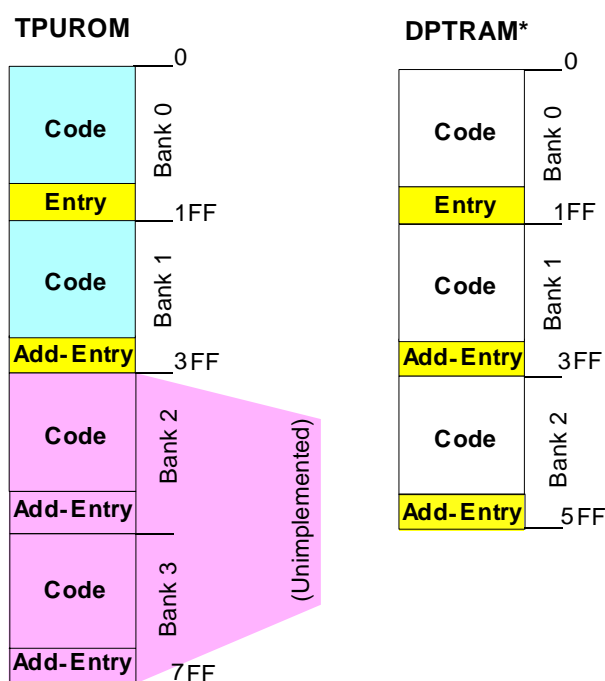 TPUROM
0
Code
Bank 0
Entry
1FF
Code
Bank 1
Add-Entry
3FF
Code
Bank 2
Add-Entry
(Unimplemented)
Code
Bank 3
Add-Entry
7FF
DPTRAM*
0
Code
Bank 0
Entry
1FF
Code
Bank 1
Add-Entry
3FF
Code
Bank 2
Add-Entry
5FF